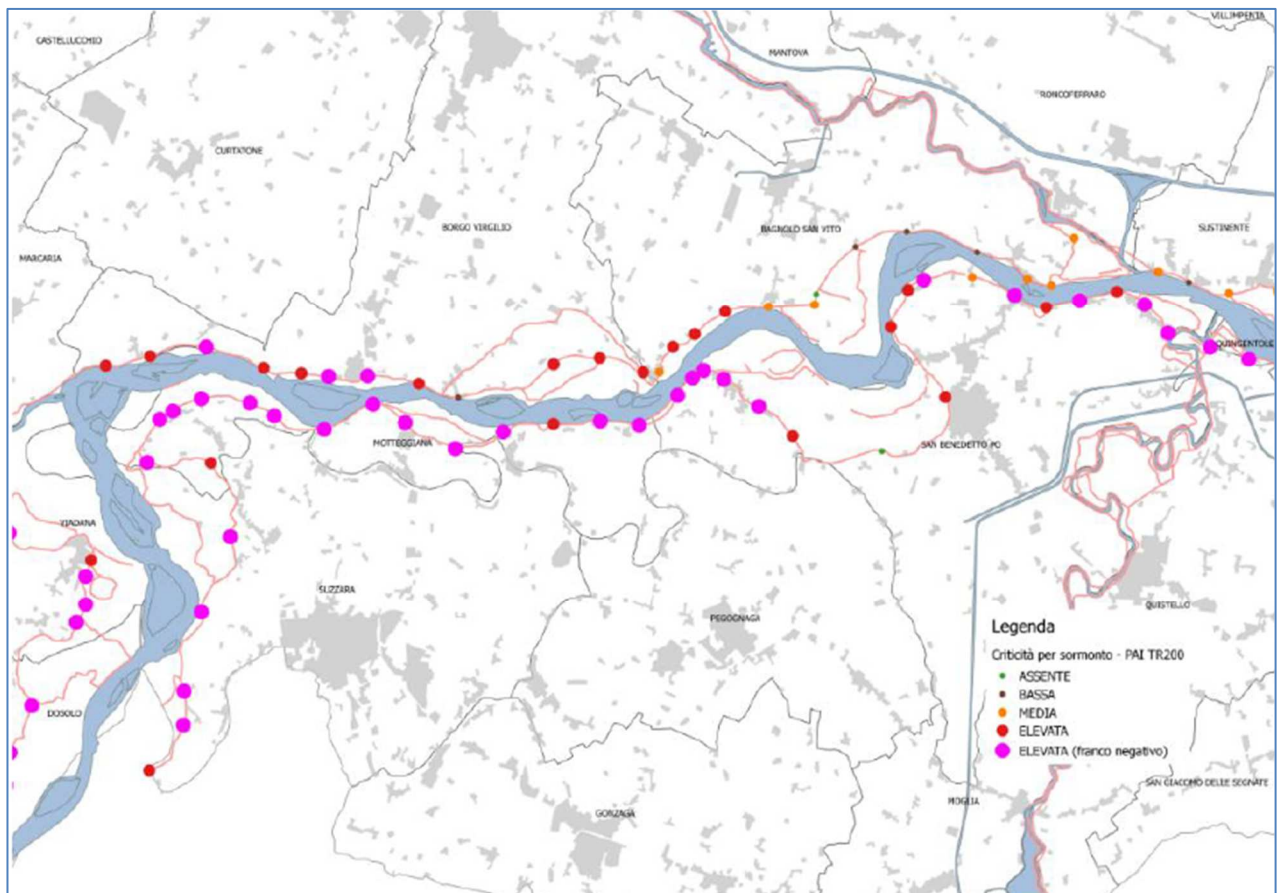 VILLIMPENTA
CASTELLUCCHIO
MANTOVA
RONCOFERRARO
CURTATONE
BORGO VIRGILIO
BAGNOLO SAN VITO
SUSTINENTE
MARCARIA
QUINGENTOLE
MOTTEGGIANA
SAN BENEDETTO PO
VIADANA
SUZZARA
QUISTELLO
PEGOGNAGA
Legenda
Criticità per sormonto - PAI TR200
ASSENTE
BASSA
MEDIA
ELEVATA
ELEVATA (franco negativo)
DOSOLO
SAN GIACOMO DELLE SEGNATE
MOGLIA
GONZAGA